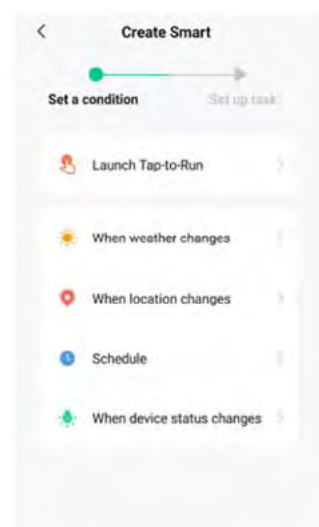 Create Smart
Set a condition
Set up task
Launch Tap-to-Run
When weather changes
When location changes
Schedule
When device status changes